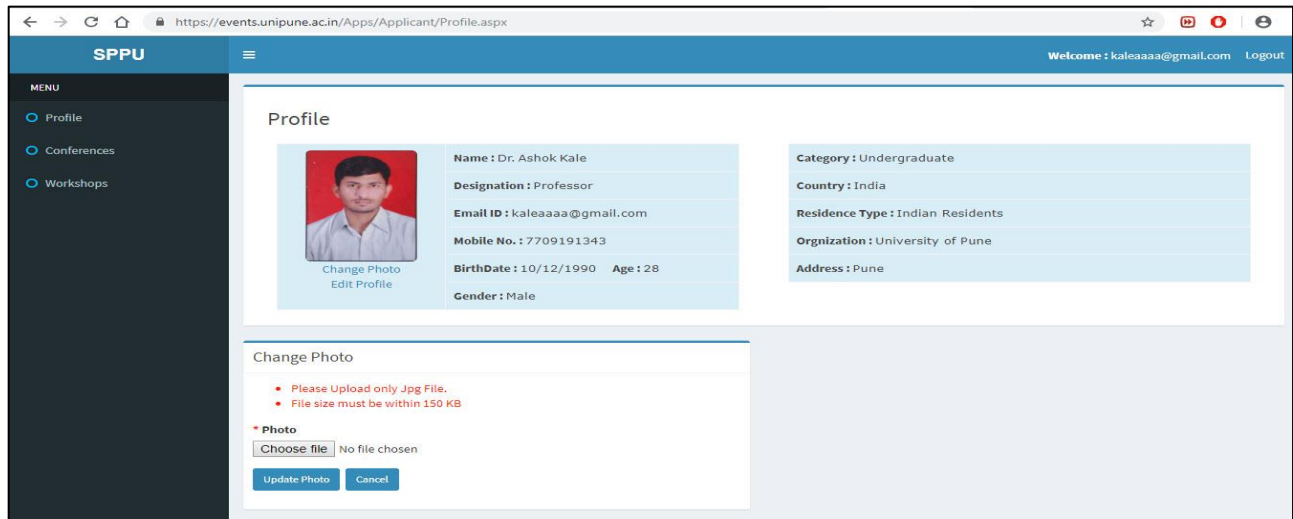 https://events.unipune.ac.in/Apps/Applicant/Profile.aspx
SPPU
Welcome : kaleaaaa@gmail.com Logout
MENU
Profile
Conferences
Workshops
Profile
Change Photo
Edit Profile
Name : Dr. Ashok Kale
Designation : Professor
Email ID : kaleaaaa@gmail.com
Mobile No. : 7709191343
BirthDate : 10/12/1990 Age : 28
Gender : Male
Category : Undergraduate
Country : India
Residence Type : Indian Residents
Orgnization : University of Pune
Address : Pune
Change Photo
Please Upload only Jpg File.
File size must be within 150 KB
* Photo
Choose file No file chosen
Update Photo Cancel